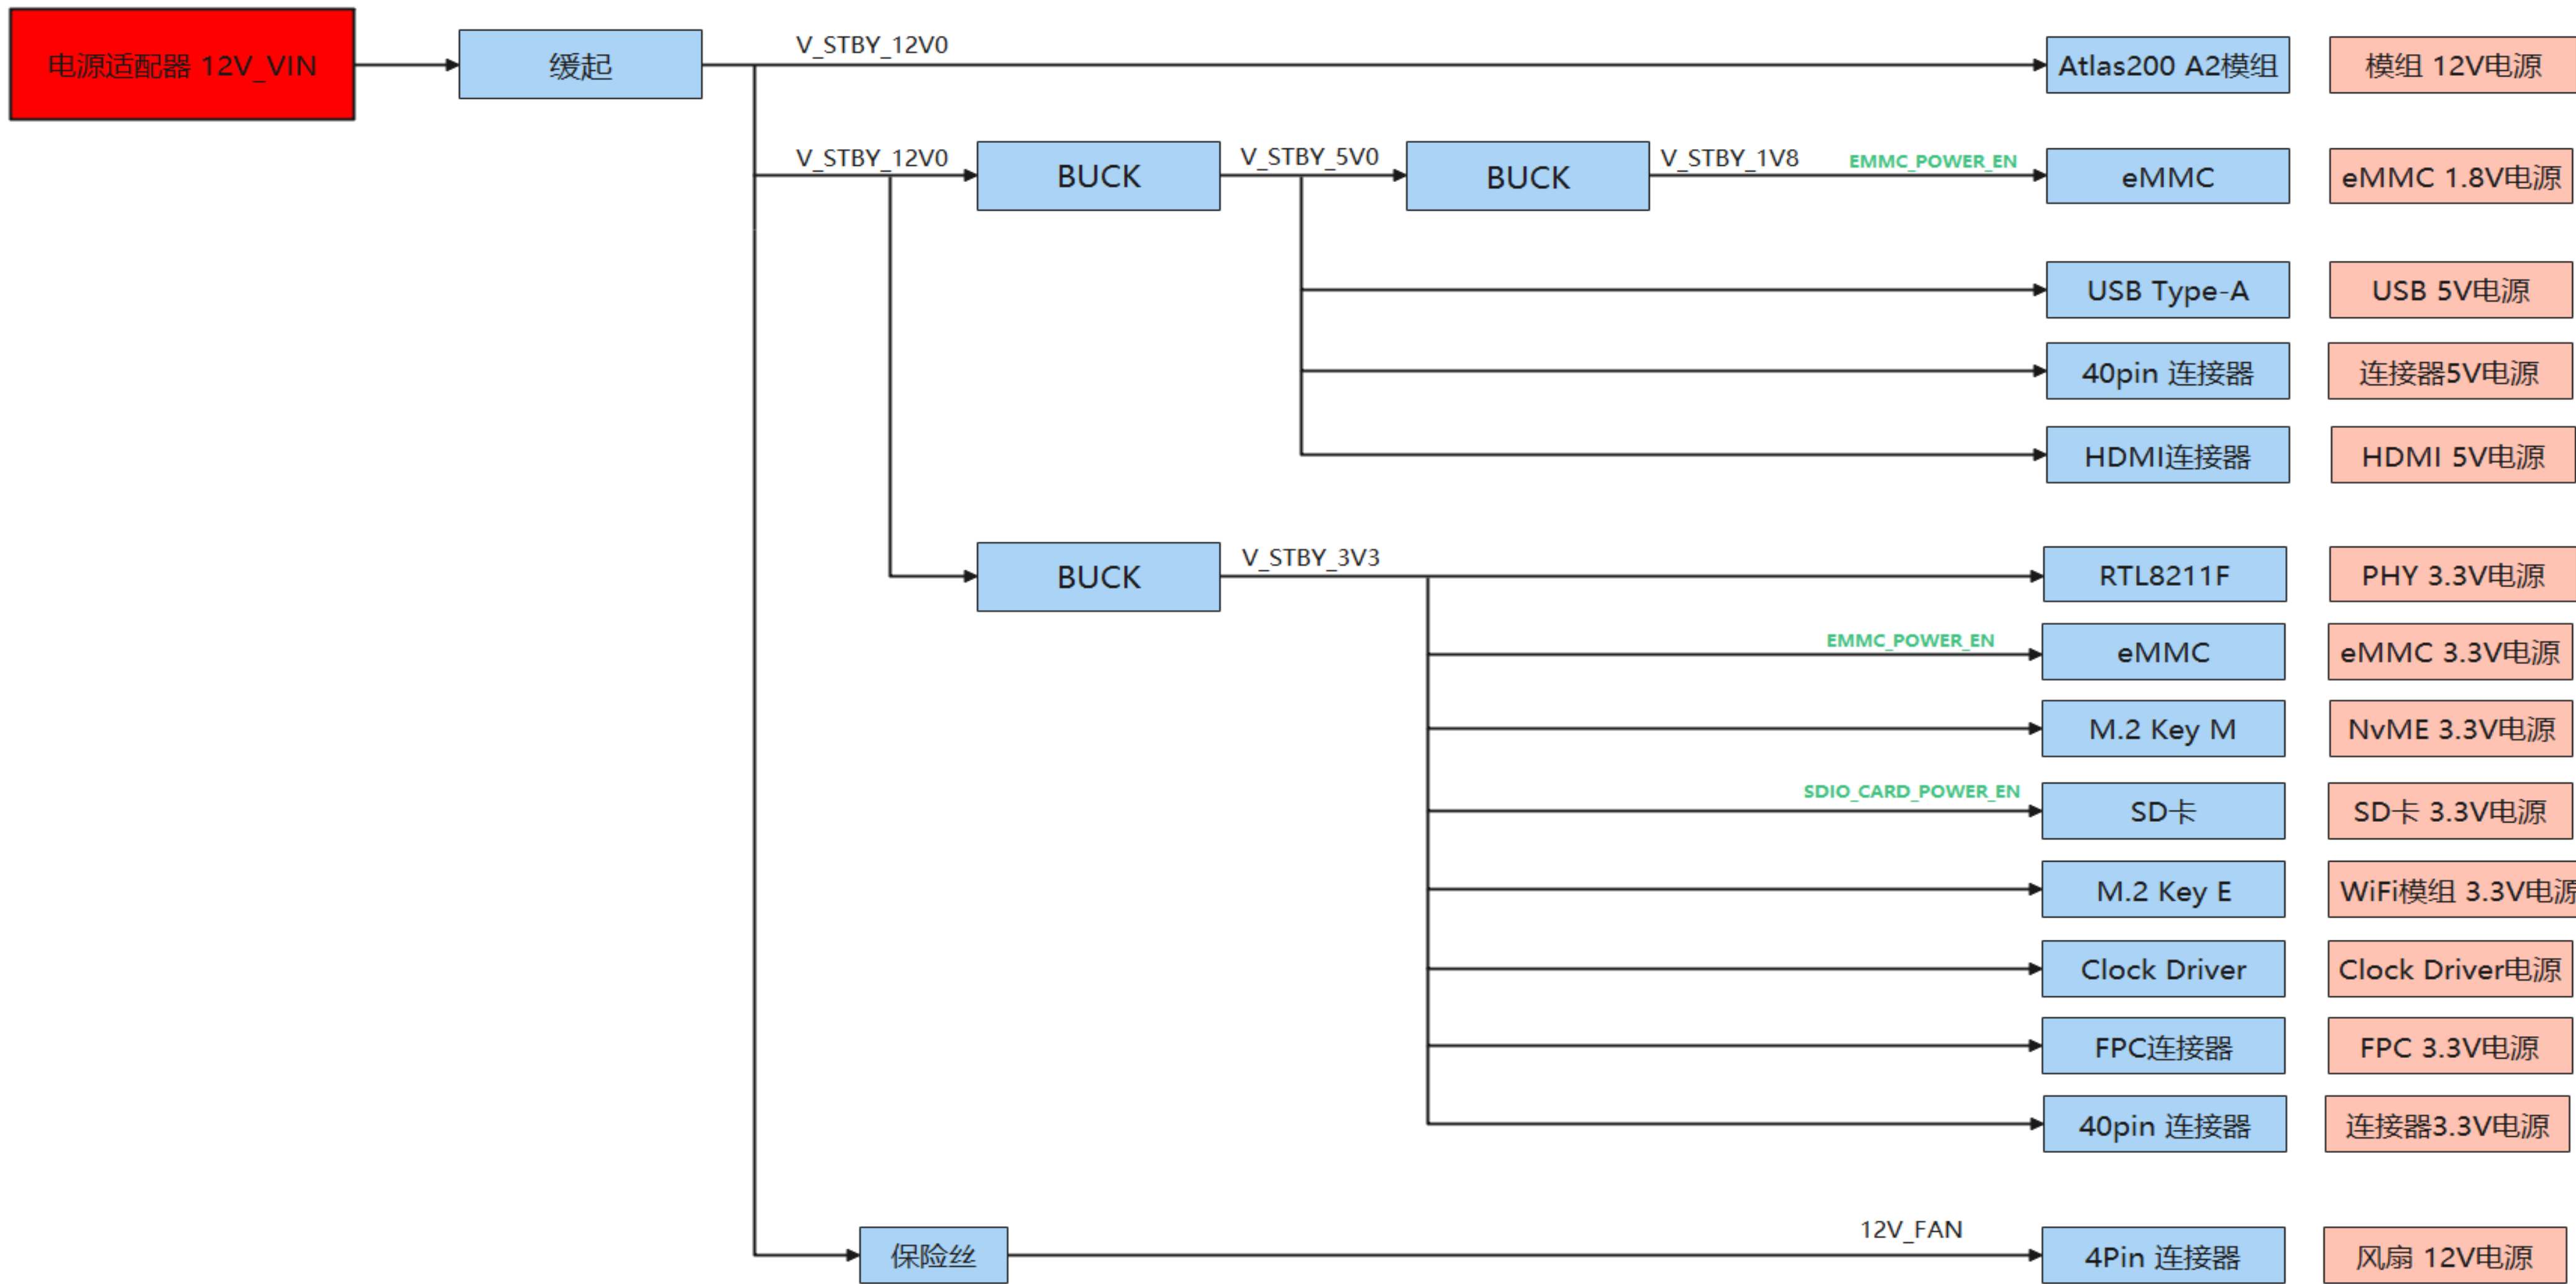 电源适配器 12V_VIN
缓起
V_STBY_12V0
Atlas200 A2模组
模组 12V电源
V_STBY_12V0
BUCK
V_STBY_5V0
BUCK
V_STBY_1V8
EMMC_POWER_EN
eMMC
eMMC 1.8V电源
USB Type-A
USB 5V电源
40pin 连接器
连接器5V电源
HDMI连接器
HDMI 5V电源
BUCK
V_STBY_3V3
RTL8211F
PHY 3.3V电源
EMMC_POWER_EN
eMMC
eMMC 3.3V电源
M.2 Key M
NvME 3.3V电源
SDIO_CARD_POWER_EN
SD卡
SD卡 3.3V电源
M.2 Key E
WiFi模组 3.3V电源
Clock Driver
Clock Driver电源
FPC连接器
FPC 3.3V电源
40pin 连接器
连接器3.3V电源
保险丝
12V_FAN
4Pin 连接器
风扇 12V电源